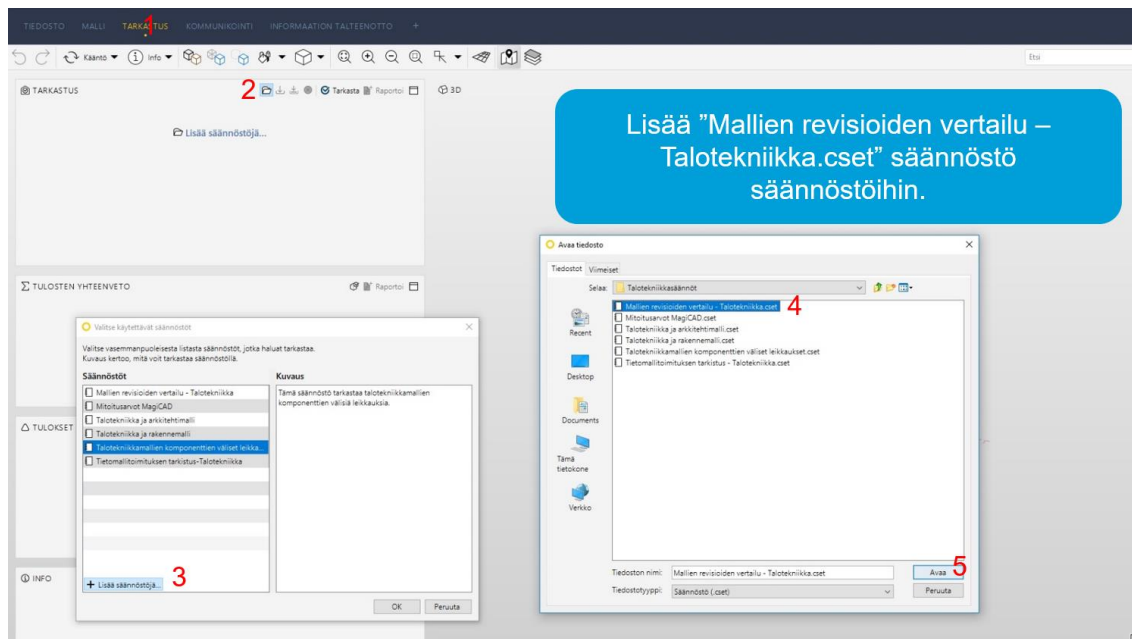 TIEDOSTO MALLI TARKASTUS KOMMUNIKOINTI INFORMAATION TALTEENOTTO +
1
Kääntö Info Etsi
TARKASTUS 2 Tarkasta Raportoi 3D
Lisää säännöstöjä...
Lisää ”Mallien revisioiden vertailu –
Talotekniikka.cset” säännöstö
säännöstöihin.
TULOSTEN YHTEENVETO Raportoi
TULOKSET
INFO
Valitse käytettävät säännöstöt
Valitse vasemmanpuoleisesta listasta säännöstöt, jotka haluat tarkastaa.
Kuvaus kertoo, mitä voit tarkastaa säännöstöllä.
Säännöstöt
Mallien revisioiden vertailu - Talotekniikka
Mitoitusarvot MagiCAD
Talotekniikka ja arkkitehtimalli
Talotekniikka ja rakennemalli
Talotekniikkamallien komponenttien väliset leikka...
Tietomallitoimituksen tarkistus-Talotekniikka
+ Lisää säännöstöjä... 3
Kuvaus
Tämä säännöstö tarkastaa talotekniikkamallien
komponenttien välisiä leikkauksia.
OK Peruuta
Avaa tiedosto
Tiedostot Viimeiset
Selaa: Talotekniikkasäännöt
Recent
Desktop
Documents
Tämä
tietokone
Verkko
Mallien revisioiden vertailu - Talotekniikka.cset 4
Mitoitusarvot MagiCAD.cset
Talotekniikka ja arkkitehtimalli.cset
Talotekniikka ja rakennemalli.cset
Talotekniikkamallien komponenttien väliset leikkaukset.cset
Tietomallitoimituksen tarkistus - Talotekniikka.cset
Tiedoston nimi: Mallien revisioiden vertailu - Talotekniikka.cset Avaa 5
Tiedostotyyppi: Säännöstö (.cset) Peruuta